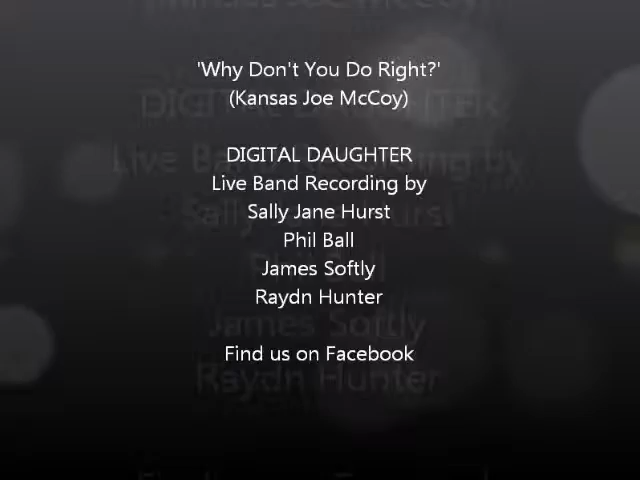 'Why Don't You Do Right?'
(Kansas Joe McCoy)
DIGITAL DAUGHTER
Live Band Recording by
Sally Jane Hurst
Phil Ball
James Softly
Raydn Hunter
Find us on Facebook